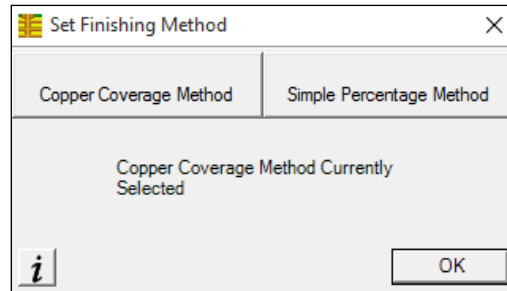 Set Finishing Method
Copper Coverage Method
Simple Percentage Method
Copper Coverage Method Currently
Selected
i
OK